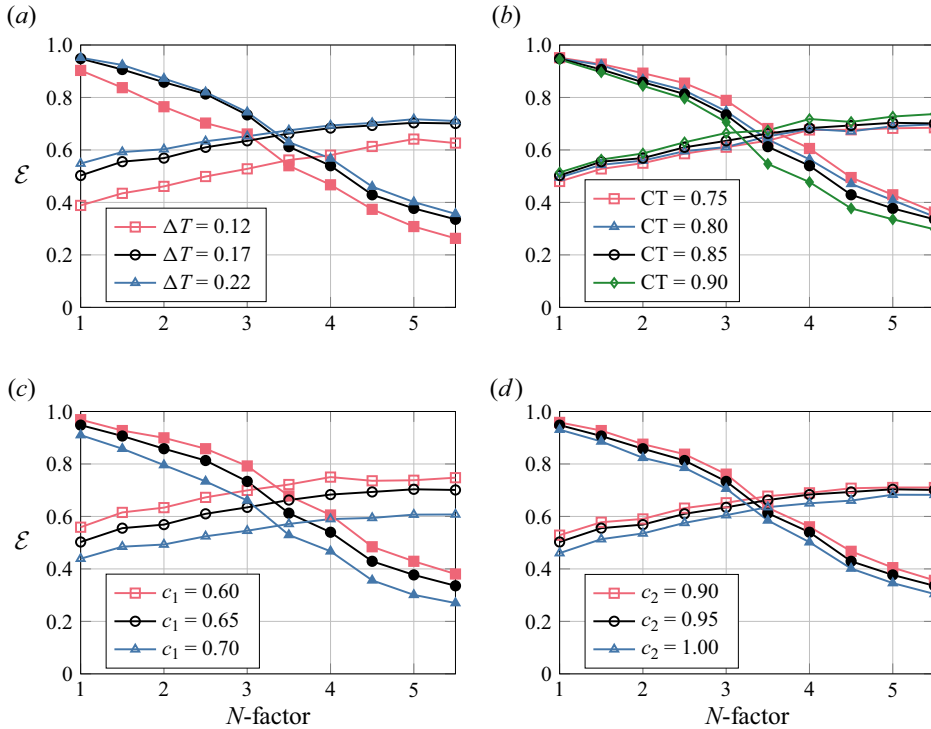 (a)
(b)
1.0
0.8
0.6
0.4
0.2
0
ℰ
ΔT = 0.12
ΔT = 0.17
ΔT = 0.22
1 2 3 4 5
1.0
0.8
0.6
0.4
0.2
0
CT = 0.75
CT = 0.80
CT = 0.85
CT = 0.90
1 2 3 4 5
(c)
(d)
1.0
0.8
0.6
0.4
0.2
0
ℰ
c₁ = 0.60
c₁ = 0.65
c₁ = 0.70
1 2 3 4 5
N-factor
1.0
0.8
0.6
0.4
0.2
0
c₂ = 0.90
c₂ = 0.95
c₂ = 1.00
1 2 3 4 5
N-factor